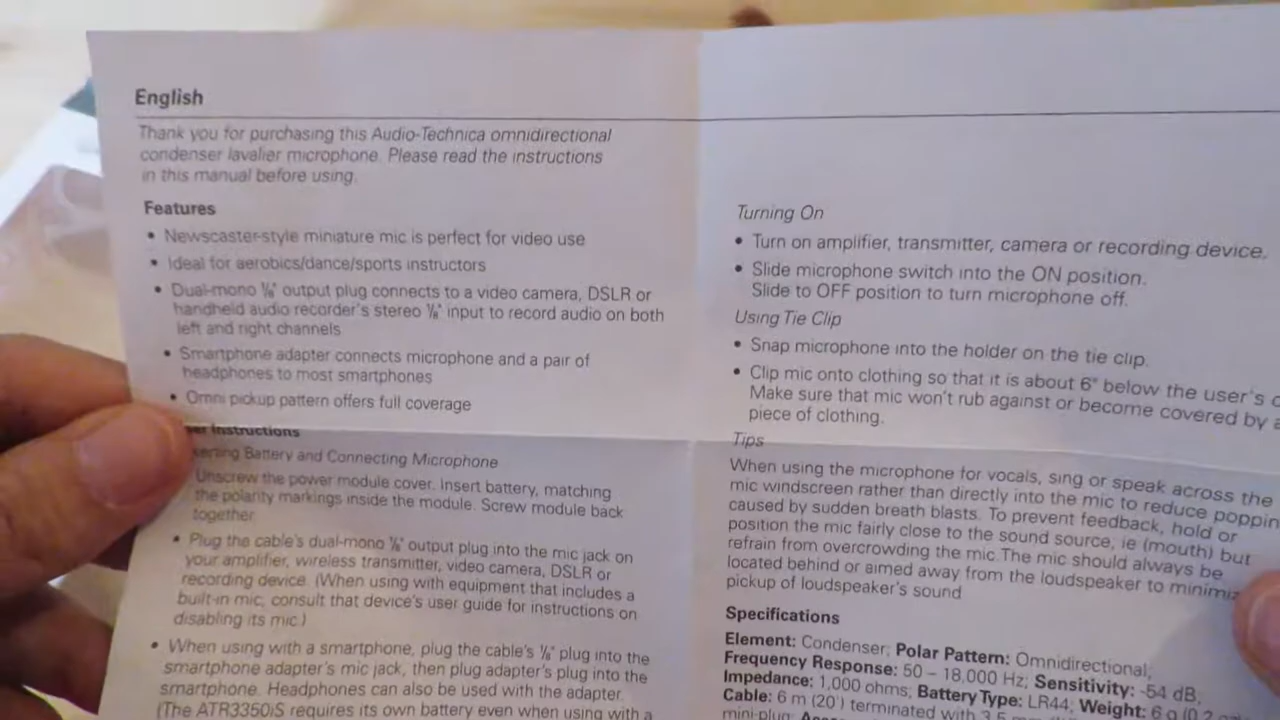 English
Thank you for purchasing this Audio-Technica omnidirectional
condenser lavalier microphone. Please read the instructions
in this manual before using.
Features
• Newscaster-style miniature mic is perfect for video use
• Ideal for aerobics/dance/sports instructors
• Dual-mono ⅛" output plug connects to a video camera, DSLR or
handheld audio recorder's stereo ⅛" input to record audio on both
left and right channels
• Smartphone adapter connects microphone and a pair of
headphones to most smartphones
• Omni pickup pattern offers full coverage
Instructions
Battery and Connecting Microphone
Unscrew the power module cover. Insert battery, matching
the polarity markings inside the module. Screw module back
together.
• Plug the cable's dual-mono ⅛" output plug into the mic jack on
your amplifier, wireless transmitter, video camera, DSLR or
recording device. (When using with equipment that includes a
built-in mic, consult that device's user guide for instructions on
disabling its mic.)
• When using with a smartphone, plug the cable's ⅛" plug into the
smartphone adapter's mic jack, then plug adapter's plug into the
smartphone. Headphones can also be used with the adapter.
(The ATR3350iS requires its own battery even when using with a
Turning On
• Turn on amplifier, transmitter, camera or recording device.
• Slide microphone switch into the ON position.
Slide to OFF position to turn microphone off.
Using Tie Clip
• Snap microphone into the holder on the tie clip.
• Clip mic onto clothing so that it is about 6" below the user's
Make sure that mic won't rub against or become covered by a
piece of clothing.
Tips
When using the microphone for vocals, sing or speak across the
mic windscreen rather than directly into the mic to reduce
caused by sudden breath blasts. To prevent feedback, hold or
position the mic fairly close to the sound source, ie (mouth) but
refrain from overcrowding the mic. The mic should always be
located behind or aimed away from the loudspeaker to
pickup of loudspeaker's sound
Specifications
Element: Condenser; Polar Pattern: Omnidirectional;
Frequency Response: 50 – 18,000 Hz; Sensitivity: -54 dB;
Impedance: 1,000 ohms; Battery Type: LR44; Weight: 6 g
Cable: 6 m (20') terminated with 3.5
mini-plug;